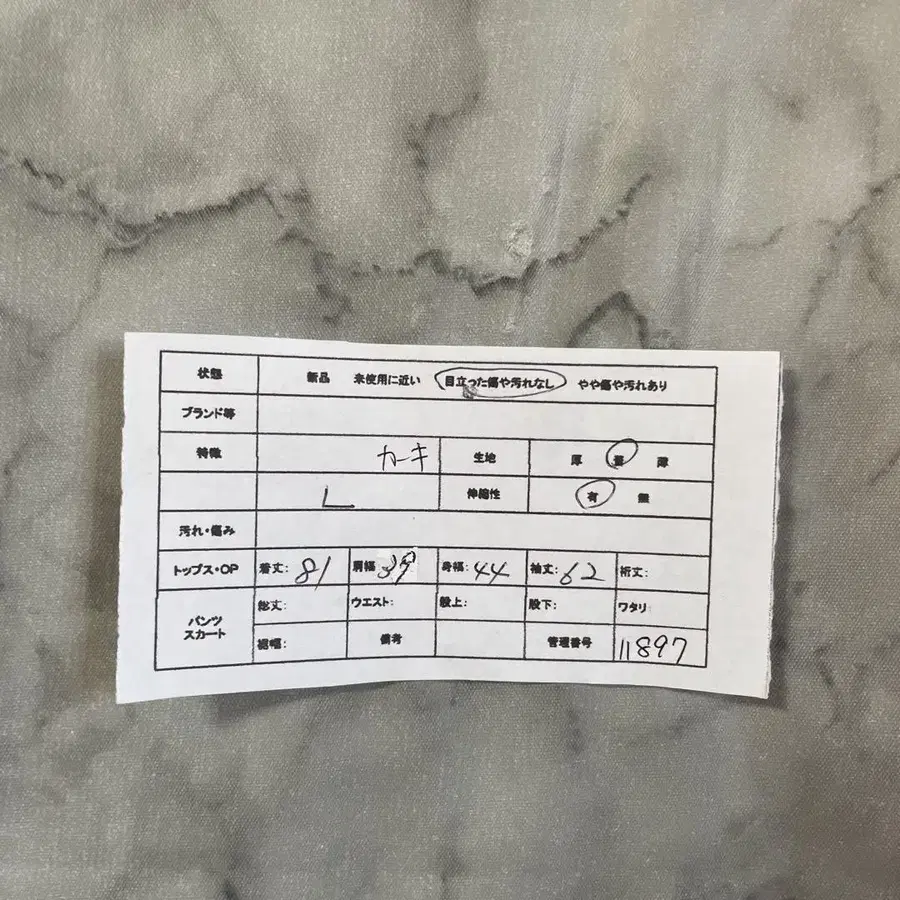 状態 新品 未使用に近い 目立った傷や汚れなし やや傷や汚れあり
ブランド等
特徴 カーキ 生地 厚 普 薄
L 伸縮性 有 無
汚れ・傷み
トップス・OP 着丈: 81 肩幅 39 身幅: 44 袖丈: 62 裄丈:
パンツ スカート 総丈: ウエスト: 股上: 股下: ワタリ:
裾幅: 備考 管理番号 11897